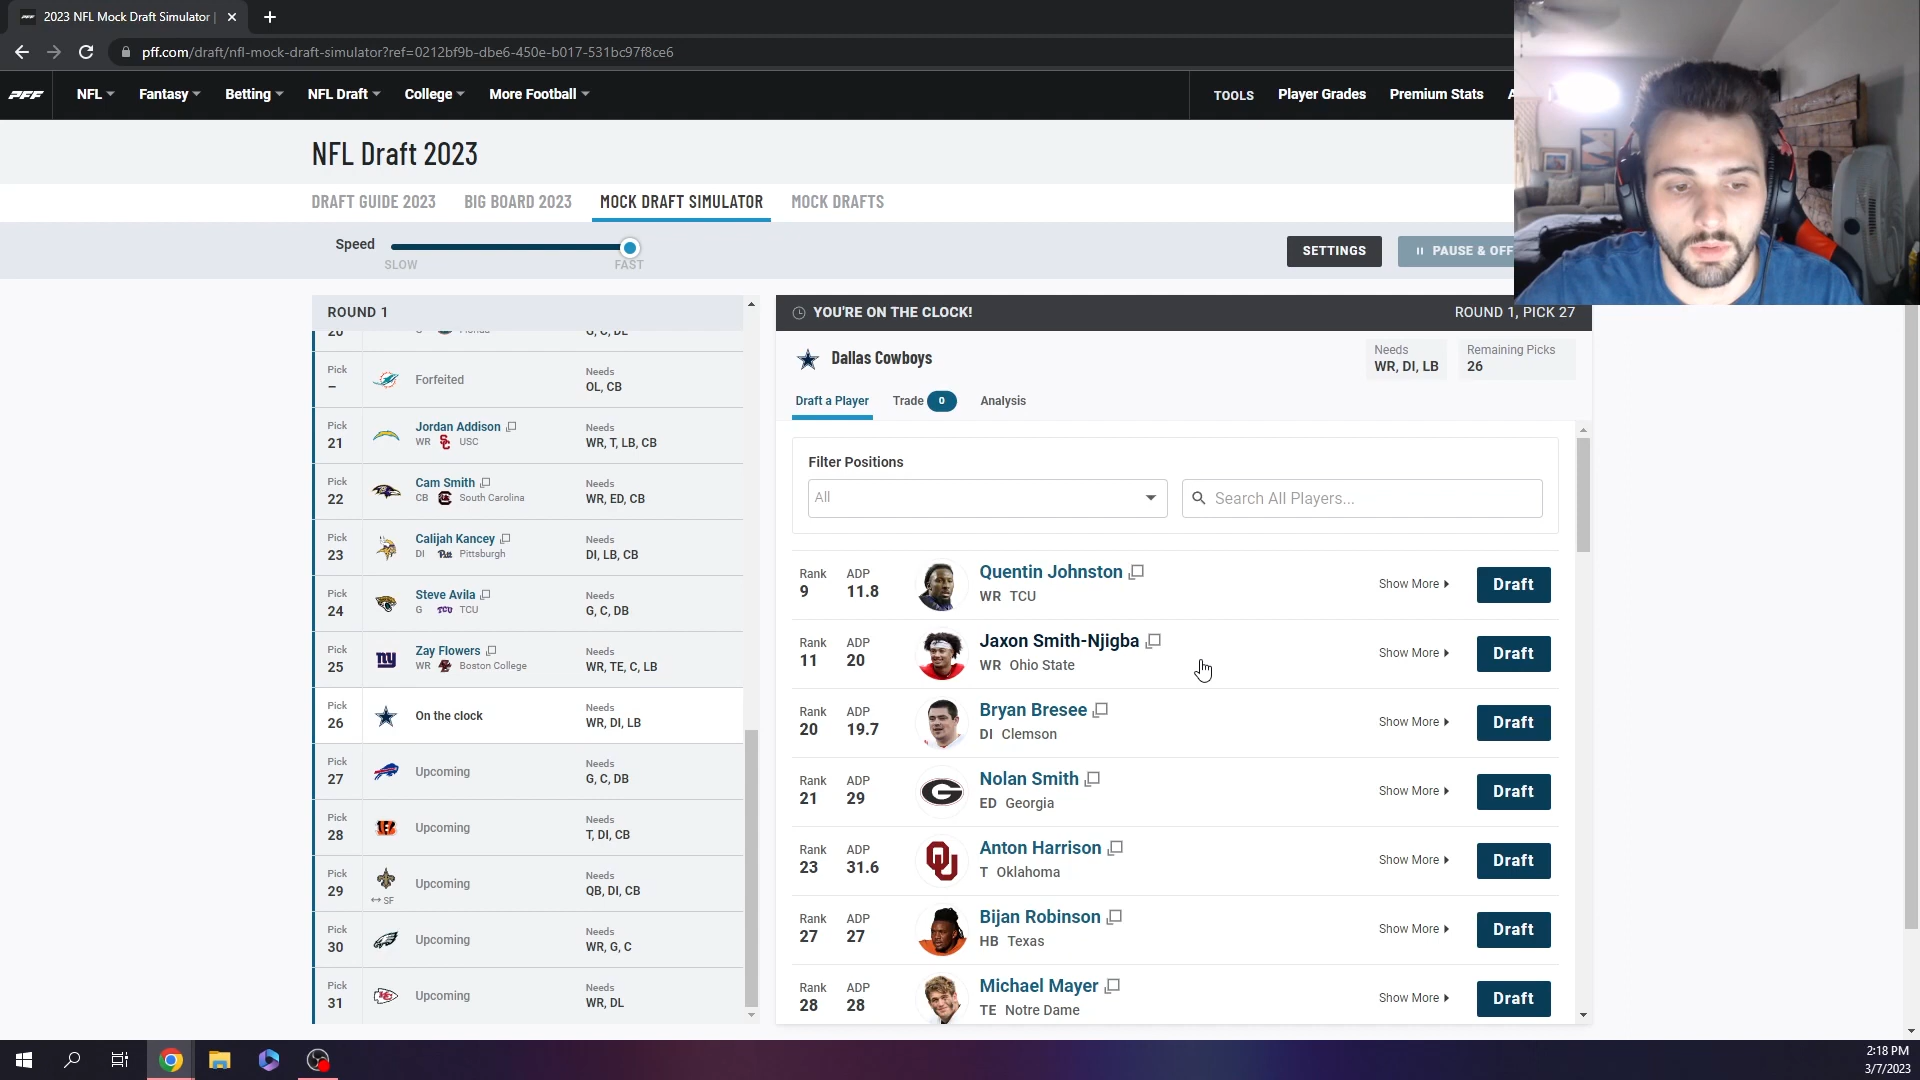 2023 NFL Mock Draft Simulator |
pff.com/draft/nfl-mock-draft-simulator?ref=0212bf9b-dbe6-450e-b017-531bc97f8ce6
PFF NFL Fantasy Betting NFL Draft College More Football TOOLS Player Grades Premium Stats
NFL Draft 2023
DRAFT GUIDE 2023 BIG BOARD 2023 MOCK DRAFT SIMULATOR MOCK DRAFTS
Speed
SLOW FAST
SETTINGS
PAUSE & OFF
ROUND 1
20
Pick – Forfeited Needs OL, CB
Pick 21 Jordan Addison WR USC Needs WR, T, LB, CB
Pick 22 Cam Smith CB South Carolina Needs WR, ED, CB
Pick 23 Calijah Kancey DI Pitt Pittsburgh Needs DI, LB, CB
Pick 24 Steve Avila G TCU TCU Needs G, C, DB
Pick 25 ny Zay Flowers WR Boston College Needs WR, TE, C, LB
Pick 26 On the clock Needs WR, DI, LB
Pick 27 Upcoming Needs G, C, DB
Pick 28 Upcoming Needs T, DI, CB
Pick 29 SF Upcoming Needs QB, DI, CB
Pick 30 Upcoming Needs WR, G, C
Pick 31 Upcoming Needs WR, DL
YOU'RE ON THE CLOCK! ROUND 1, PICK 27
Dallas Cowboys
Needs WR, DI, LB
Remaining Picks 26
Draft a Player Trade 0 Analysis
Filter Positions
All
Search All Players...
Rank 9 ADP 11.8 Quentin Johnston WR TCU Show More Draft
Rank 11 ADP 20 Jaxon Smith-Njigba WR Ohio State Show More Draft
Rank 20 ADP 19.7 Bryan Bresee DI Clemson Show More Draft
Rank 21 ADP 29 G Nolan Smith ED Georgia Show More Draft
Rank 23 ADP 31.6 OU Anton Harrison T Oklahoma Show More Draft
Rank 27 ADP 27 Bijan Robinson HB Texas Show More Draft
Rank 28 ADP 28 Michael Mayer TE Notre Dame Show More Draft
2:18 PM
3/7/2023